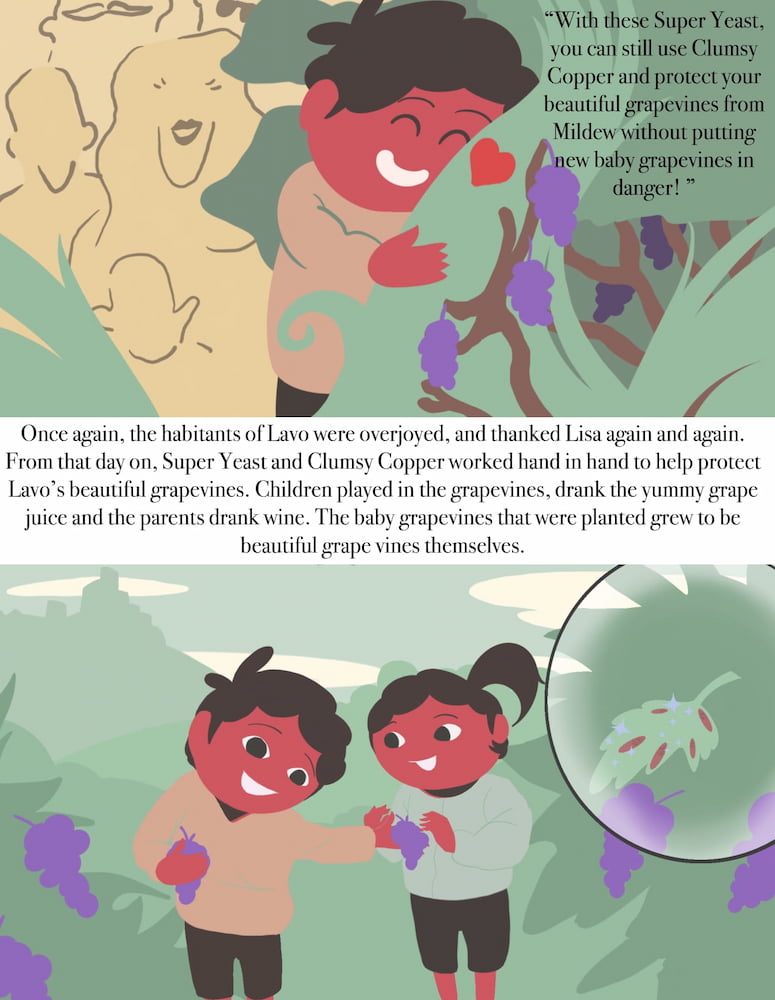 “With these Super Yeast,
you can still use Clumsy
Copper and protect your
beautiful grapevines from
Mildew without putting
new baby grapevines in
danger! ”
Once again, the habitants of Lavo were overjoyed, and thanked Lisa again and again.
From that day on, Super Yeast and Clumsy Copper worked hand in hand to help protect
Lavo’s beautiful grapevines. Children played in the grapevines, drank the yummy grape
juice and the parents drank wine. The baby grapevines that were planted grew to be
beautiful grape vines themselves.